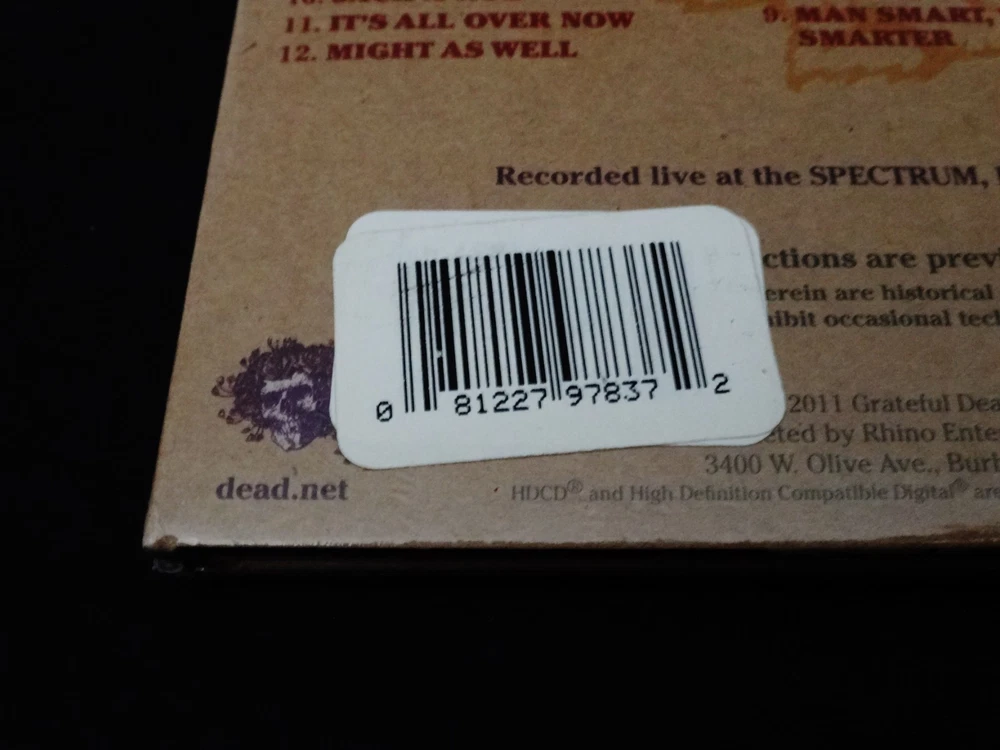 11. IT'S ALL OVER NOW
12. MIGHT AS WELL
9. MAN SMART,
SMARTER
Recorded live at the SPECTRUM,
ctions are prev
erein are historical
hibit occasional tec
0 81227 97837 2
2011 Grateful Dea
eted by Rhino Ente
3400 W. Olive Ave., Burb
dead.net
HDCD® and High Definition Compatible Digital® are